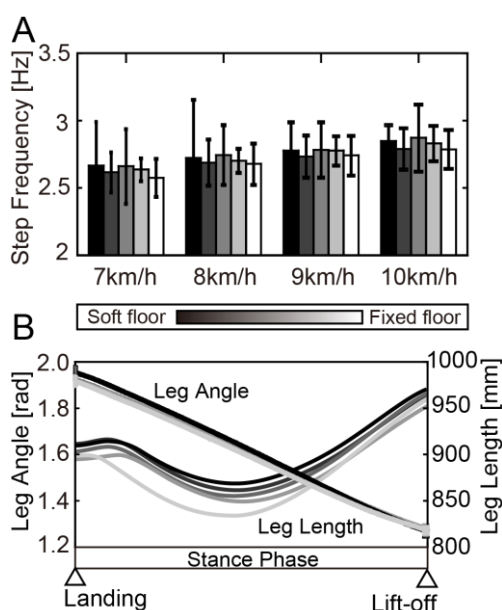 A
Step Frequency [Hz]
3.5
3
2.5
2
7km/h 8km/h 9km/h 10km/h
Soft floor Fixed floor
B
Leg Angle [rad]
2.0
1.8
1.6
1.4
1.2
Leg Angle
Leg Length
1000
950
900
850
800
Leg Length [mm]
Stance Phase
Landing Lift-off